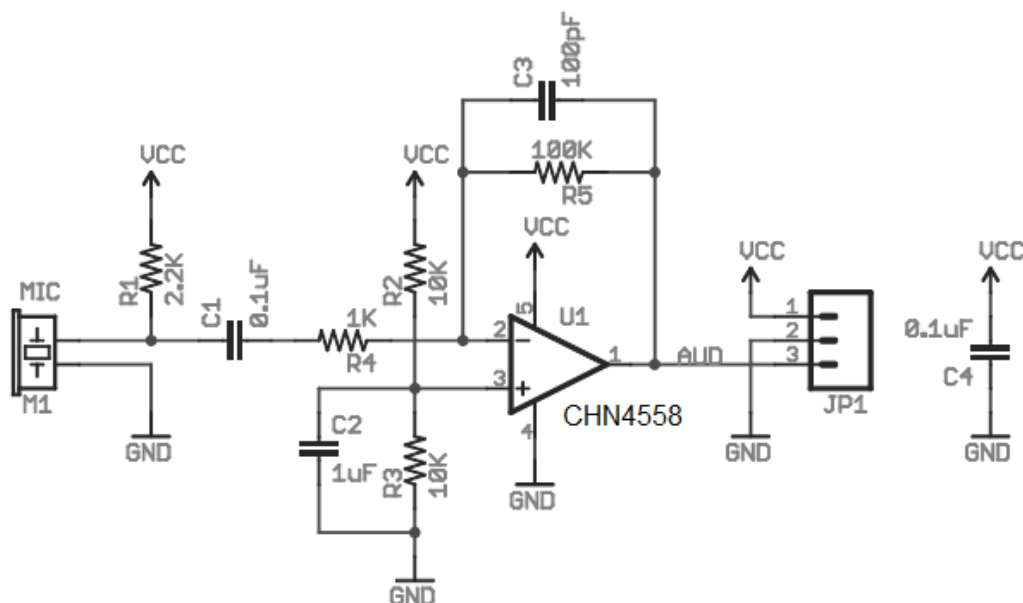 C3
100pF
VCC
VCC
100K
R5
VCC
VCC
VCC
R1
2.2K
R2
10K
5
U1
MIC
C1
0.1uF
1K
R4
2
3
1
AUD
1
2
3
0.1uF
C4
M1
JP1
CHN4558
4
C2
1uF
R3
10K
GND
GND
GND
GND
GND